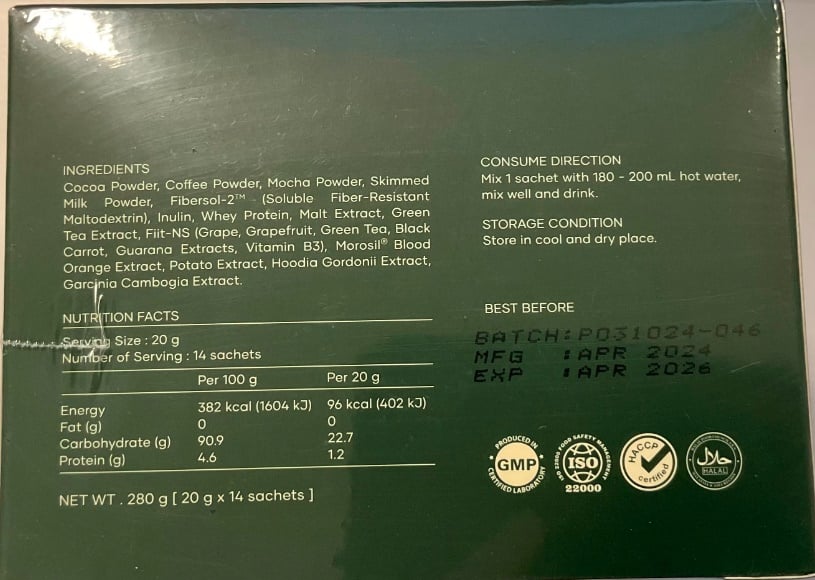 INGREDIENTS
Cocoa Powder, Coffee Powder, Mocha Powder, Skimmed
Milk Powder, Fibersol-2™ (Soluble Fiber-Resistant
Maltodextrin), Inulin, Whey Protein, Malt Extract, Green
Tea Extract, Fiit-NS (Grape, Grapefruit, Green Tea, Black
Carrot, Guarana Extracts, Vitamin B3), Morosil® Blood
Orange Extract, Potato Extract, Hoodia Gordonii Extract,
Garcinia Cambogia Extract.
NUTRITION FACTS
Serving Size : 20 g
Number of Serving : 14 sachets
Per 100 g Per 20 g
Energy 382 kcal (1604 kJ) 96 kcal (402 kJ)
Fat (g) 0 0
Carbohydrate (g) 90.9 22.7
Protein (g) 4.6 1.2
NET WT . 280 g [ 20 g x 14 sachets ]
CONSUME DIRECTION
Mix 1 sachet with 180 - 200 mL hot water,
mix well and drink.
STORAGE CONDITION
Store in cool and dry place.
BEST BEFORE
BATCH:P031024-046
MFG :APR 2024
EXP :APR 2026
PRODUCED IN
GMP
CERTIFIED LABORATORY
ISO 22000 FOOD SAFETY MANAGEMENT
ISO
22000
HACCP
certified
حلال
HALAL